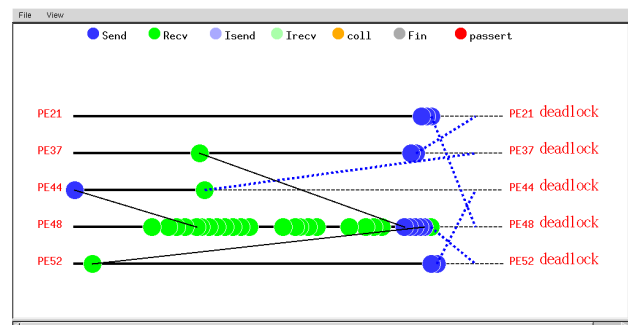 File View
Send Recv Isend Irecv coll Fin passert
PE21 PE21 deadlock
PE37 PE37 deadlock
PE44 PE44 deadlock
PE48 PE48 deadlock
PE52 PE52 deadlock